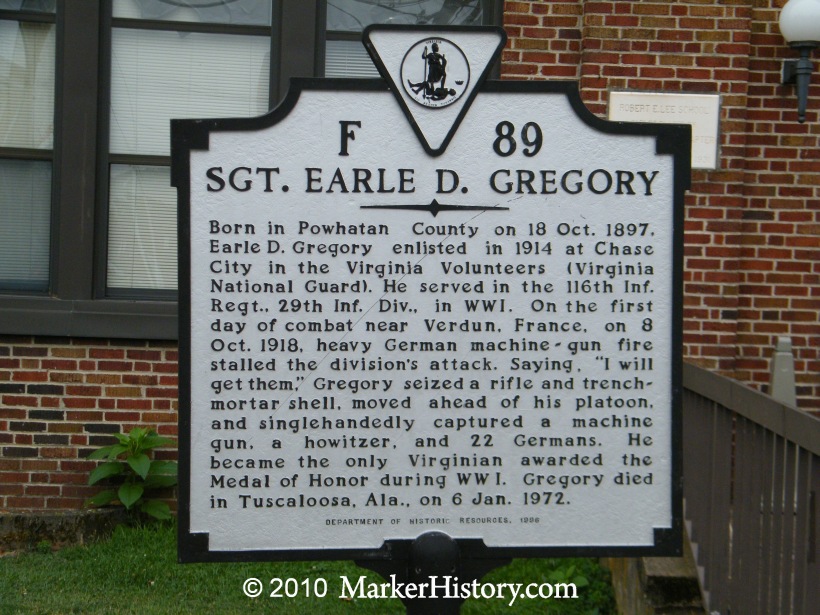 F 89
SGT. EARLE D. GREGORY
Born in Powhatan County on 18 Oct. 1897,
Earle D. Gregory enlisted in 1914 at Chase
City in the Virginia Volunteers (Virginia
National Guard). He served in the 116th Inf.
Regt., 29th Inf. Div., in WWI. On the first
day of combat near Verdun, France, on 8
Oct. 1918, heavy German machine-gun fire
stalled the division's attack. Saying, "I will
get them," Gregory seized a rifle and trench-
mortar shell, moved ahead of his platoon,
and singlehandedly captured a machine
gun, a howitzer, and 22 Germans. He
became the only Virginian awarded the
Medal of Honor during WWI. Gregory died
in Tuscaloosa, Ala., on 6 Jan. 1972.
DEPARTMENT OF HISTORIC RESOURCES,
ROBERT E. LEE SCHOOL
© 2010 MarkerHistory.com